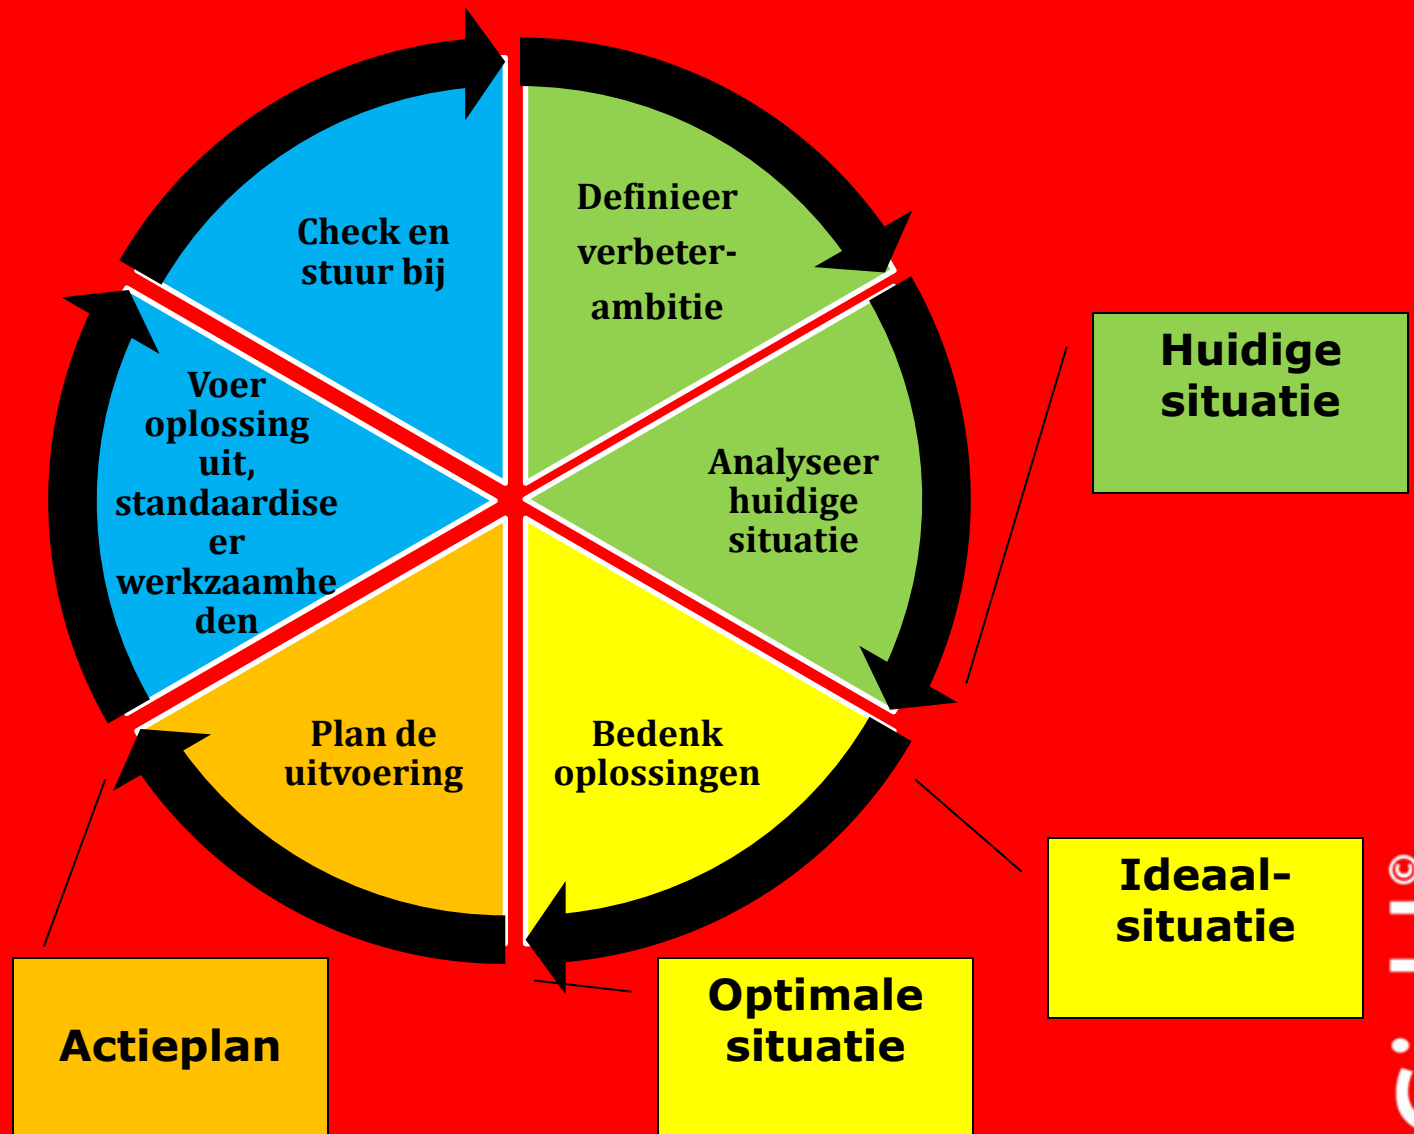 Definieer
verbeter-
ambitie
Check en
stuur bij
Huidige
situatie
Voer
oplossing
uit,
standaardise
er
werkzaamhe
den
Analyseer
huidige
situatie
Plan de
uitvoering
Bedenk
oplossingen
Ideaal-
situatie
Optimale
situatie
Actieplan
©